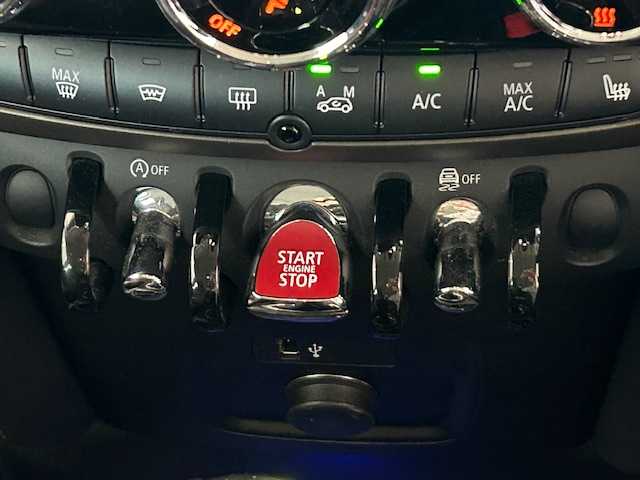 OFF
MAX
A M
A/C
MAX
A/C
A OFF
OFF
START
ENGINE
STOP